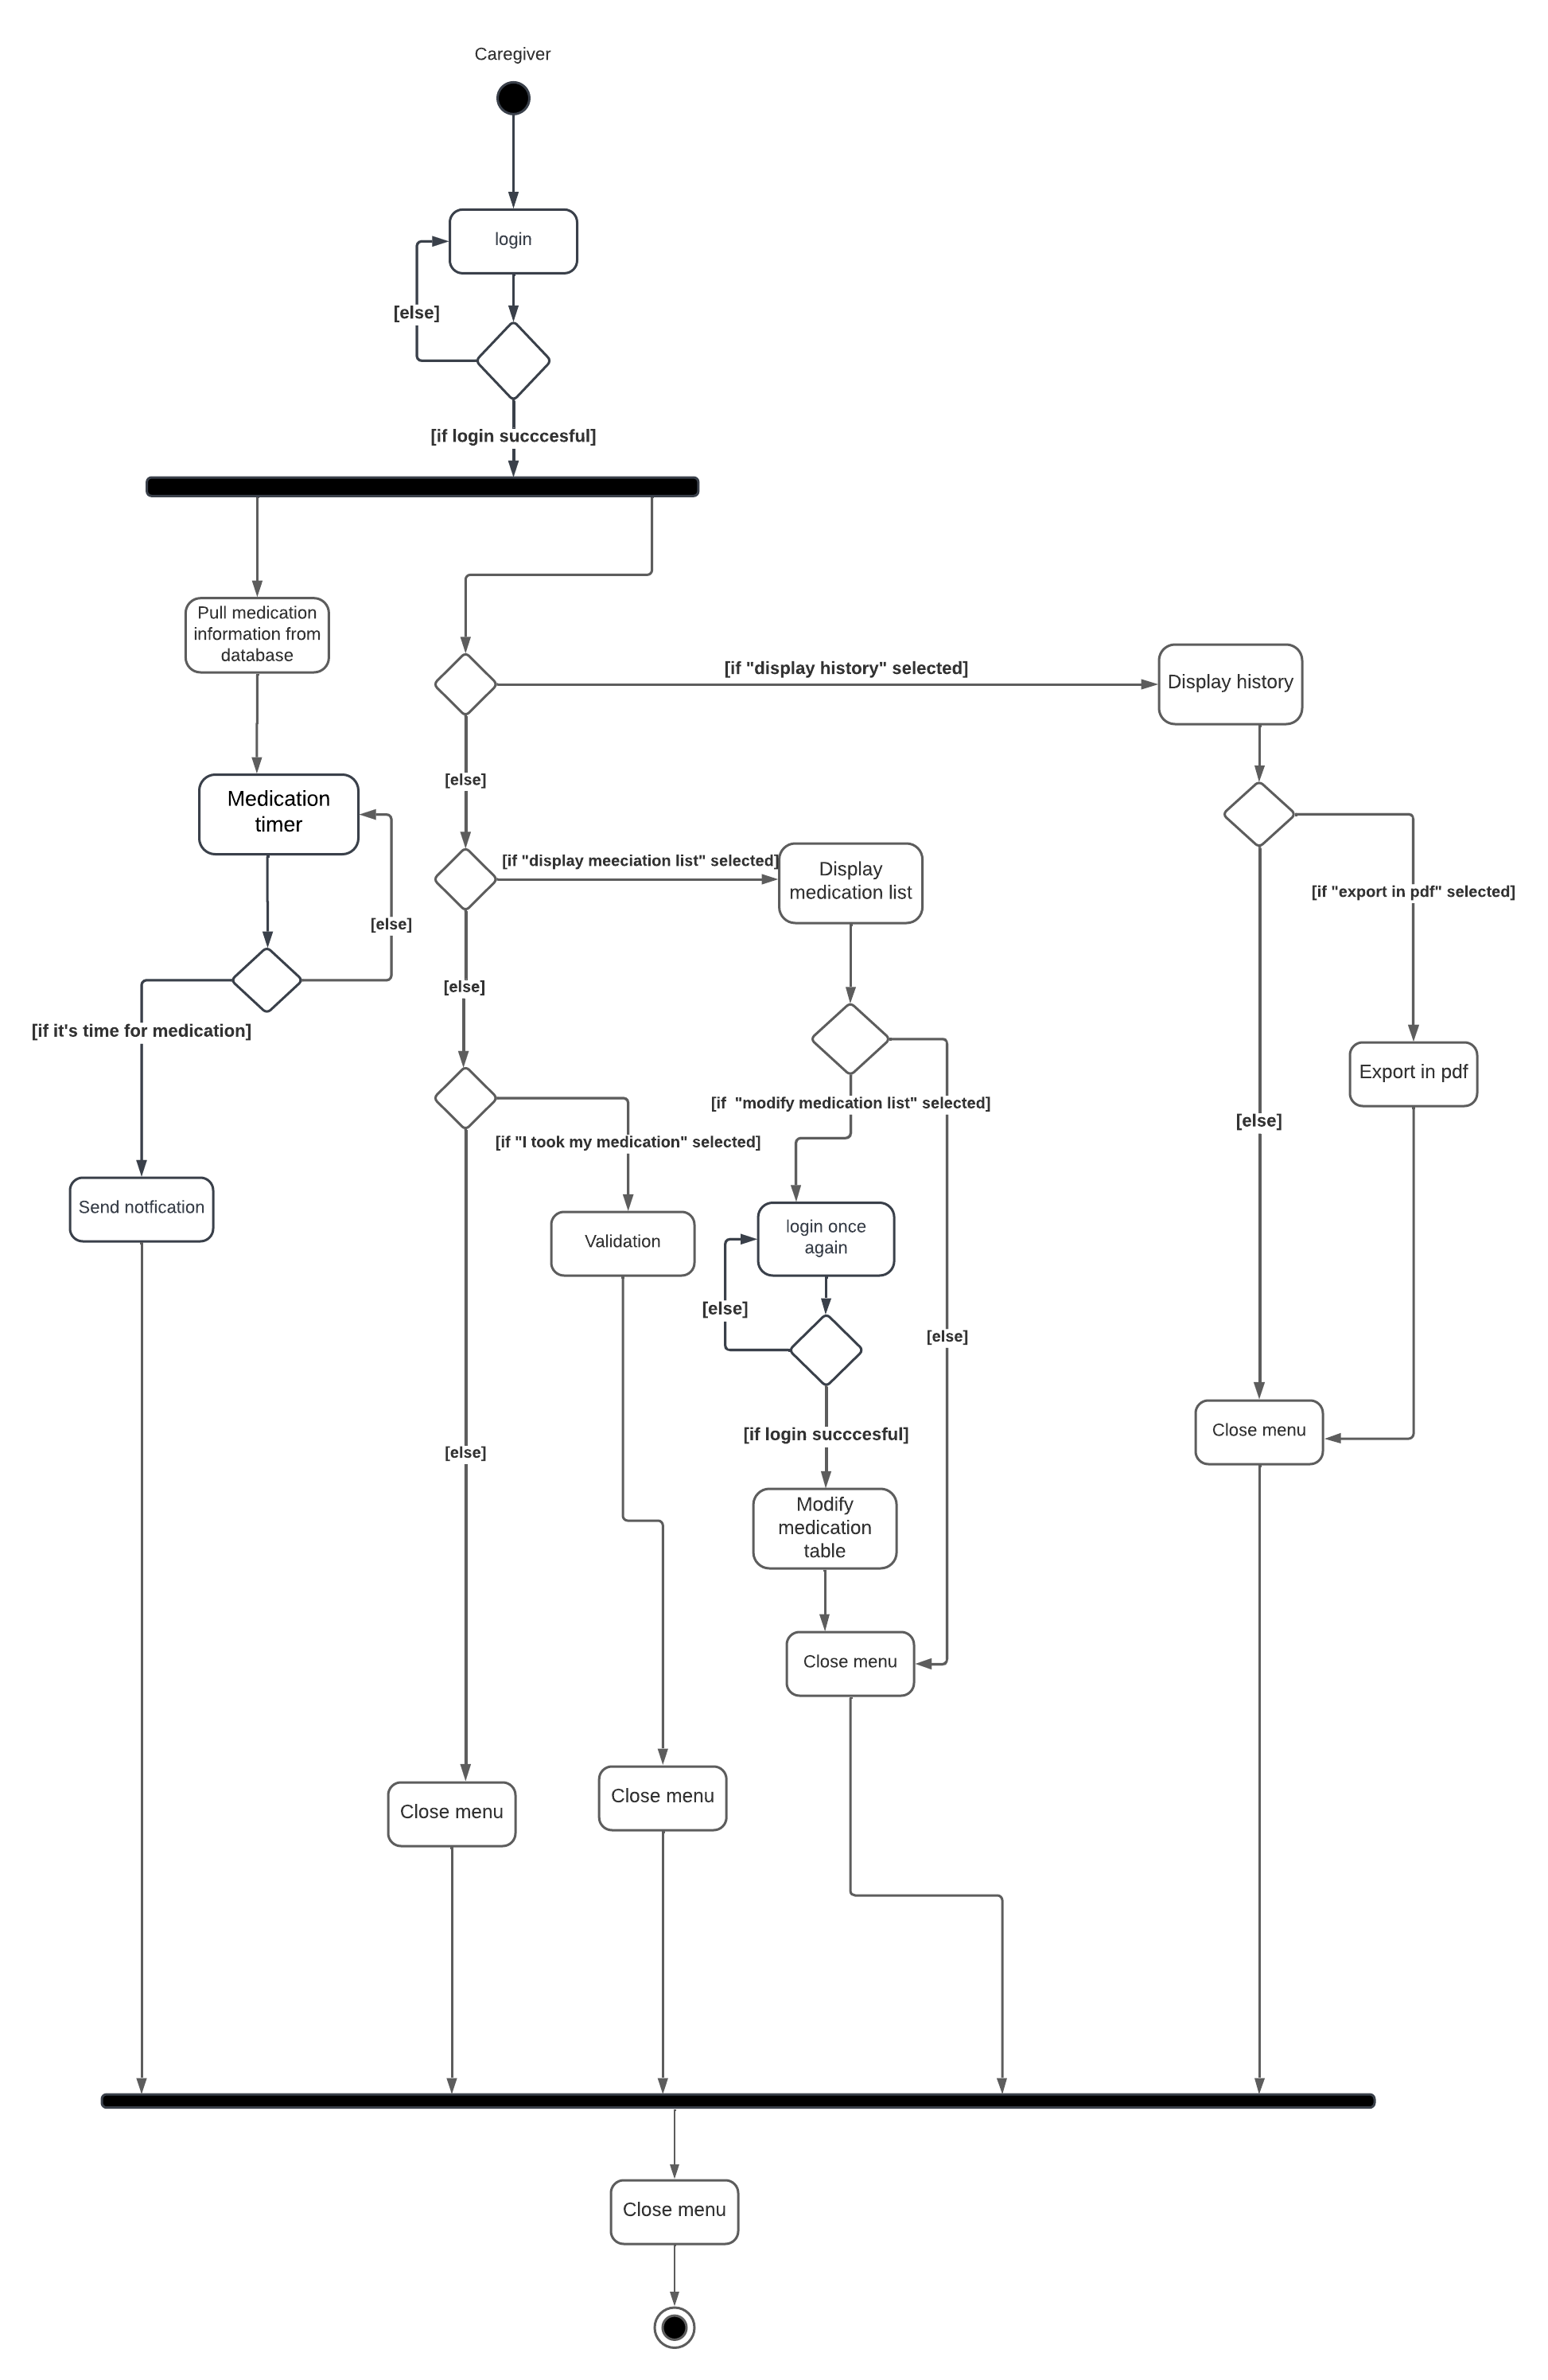 Caregiver
login
[else]
[if login succcesful]
Pull medication
information from
database
[if "display history" selected]
Display history
[else]
Medication
timer
[if "display meeciation list" selected]
Display
medication list
[if "export in pdf" selected]
[else]
[else]
[if it's time for medication]
Export in pdf
[if  "modify medication list" selected]
[else]
[if "I took my medication" selected]
Send notfication
Validation
login once
again
[else]
[else]
[if login succcesful]
Close menu
[else]
Modify
medication
table
Close menu
Close menu
Close menu
Close menu